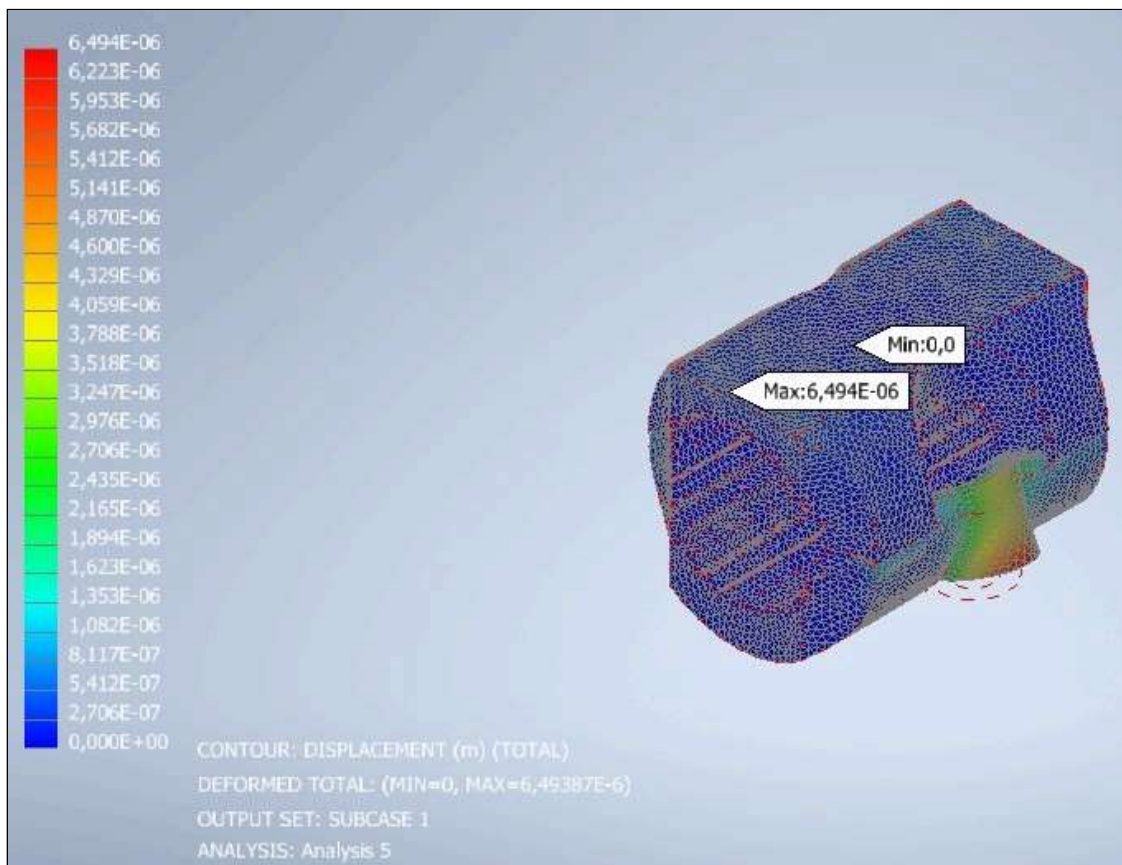 6,494E-06
6,223E-06
5,953E-06
5,682E-06
5,412E-06
5,141E-06
4,870E-06
4,600E-06
4,329E-06
4,059E-06
3,788E-06
3,518E-06
3,247E-06
2,976E-06
2,706E-06
2,435E-06
2,165E-06
1,894E-06
1,623E-06
1,353E-06
1,082E-06
8,117E-07
5,412E-07
2,706E-07
0,000E+00
Min:0,0
Max:6,494E-06
CONTOUR: DISPLACEMENT (m) (TOTAL)
DEFORMED TOTAL: (MIN=0, MAX=6,49387E-6)
OUTPUT SET: SUBCASE 1
ANALYSIS: Analysis 5